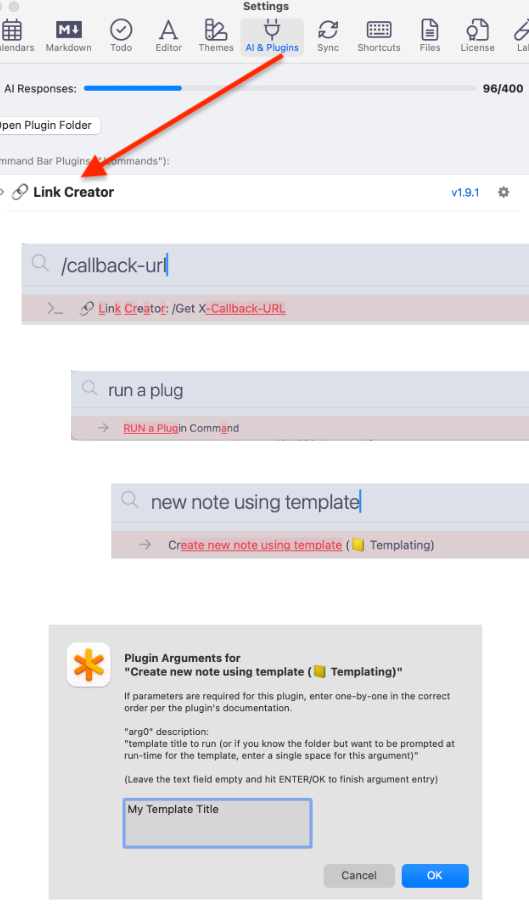 Settings
Markdown
Todo
Editor
Themes
AI & Plugins
Sync
Shortcuts
Files
License
AI Responses:
96/400
Open Plugin Folder
Link Creator
v1.9.1
/callback-url
>_ Link Creator: /Get X-Callback-URL
run a plug
RUN a Plugin Command
new note using template
Create new note using template (Templating)
Plugin Arguments for
"Create new note using template (Templating)"
If parameters are required for this plugin, enter one-by-one in the correct
order per the plugin's documentation.
"arg0" description:
"template title to run (or if you know the folder but want to be prompted at
run-time for the template, enter a single space for this argument)"
(Leave the text field empty and hit ENTER/OK to finish argument entry)
My Template Title
Cancel
OK